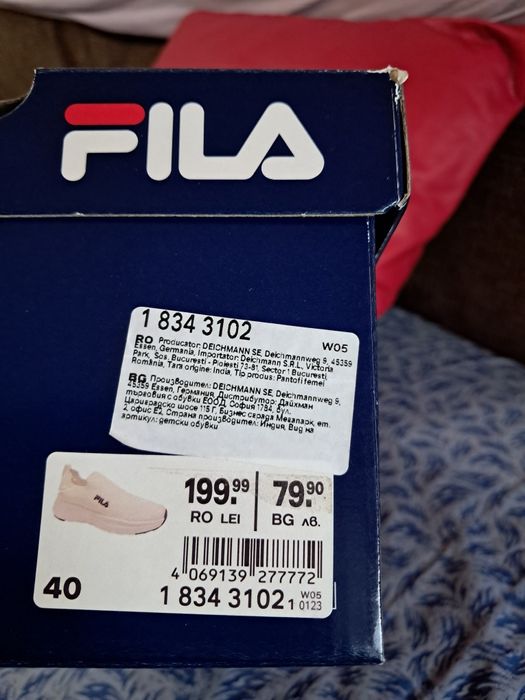 FILA
1 834 3102
W05
RO Producator: DEICHMANN SE, Deichmannweg 9, 45359
Essen, Germania, Importator: Deichmann S.R.L., Victoria
Park, Sos. Bucuresti - Ploiesti 73-81, Sector 1 Bucuresti,
România, Tara origine: India, Tip produs: Pantofi femei
BG Производител: DEICHMANN SE, Deichmannweg 9,
45359 Essen, Германия, Дистрибутор: Дайхман
търговия с обувки ЕООД, София 1784, бул.
Цариградско шосе 115 Г, Бизнес сграда Мегапарк, ет.
2, офис E2, Страна производител: Индия, Вид на
артикул: детски обувки
FILA
199.99
RO LEI
79.90
BG лв.
4 069139 277772
40
1 834 3102 1
W05
0123